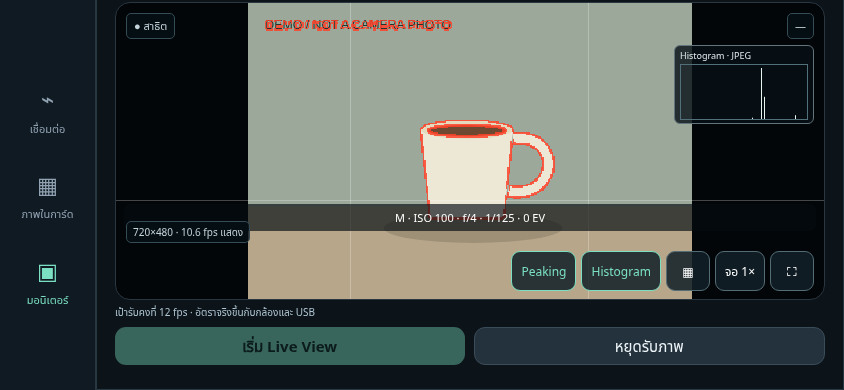 ● สาธิต
DEMO / NOT A CAMERA PHOTO
—
Histogram · JPEG
เชื่อมต่อ
ภาพในการ์ด
M · ISO 100 · f/4 · 1/125 · 0 EV
720×480 · 10.6 fps แสดง
Peaking
Histogram
จอ 1×
มอนิเตอร์
เป้ารับคงที่ 12 fps · อัตราจริงขึ้นกับกล้องและ USB
เริ่ม Live View
หยุดรับภาพ